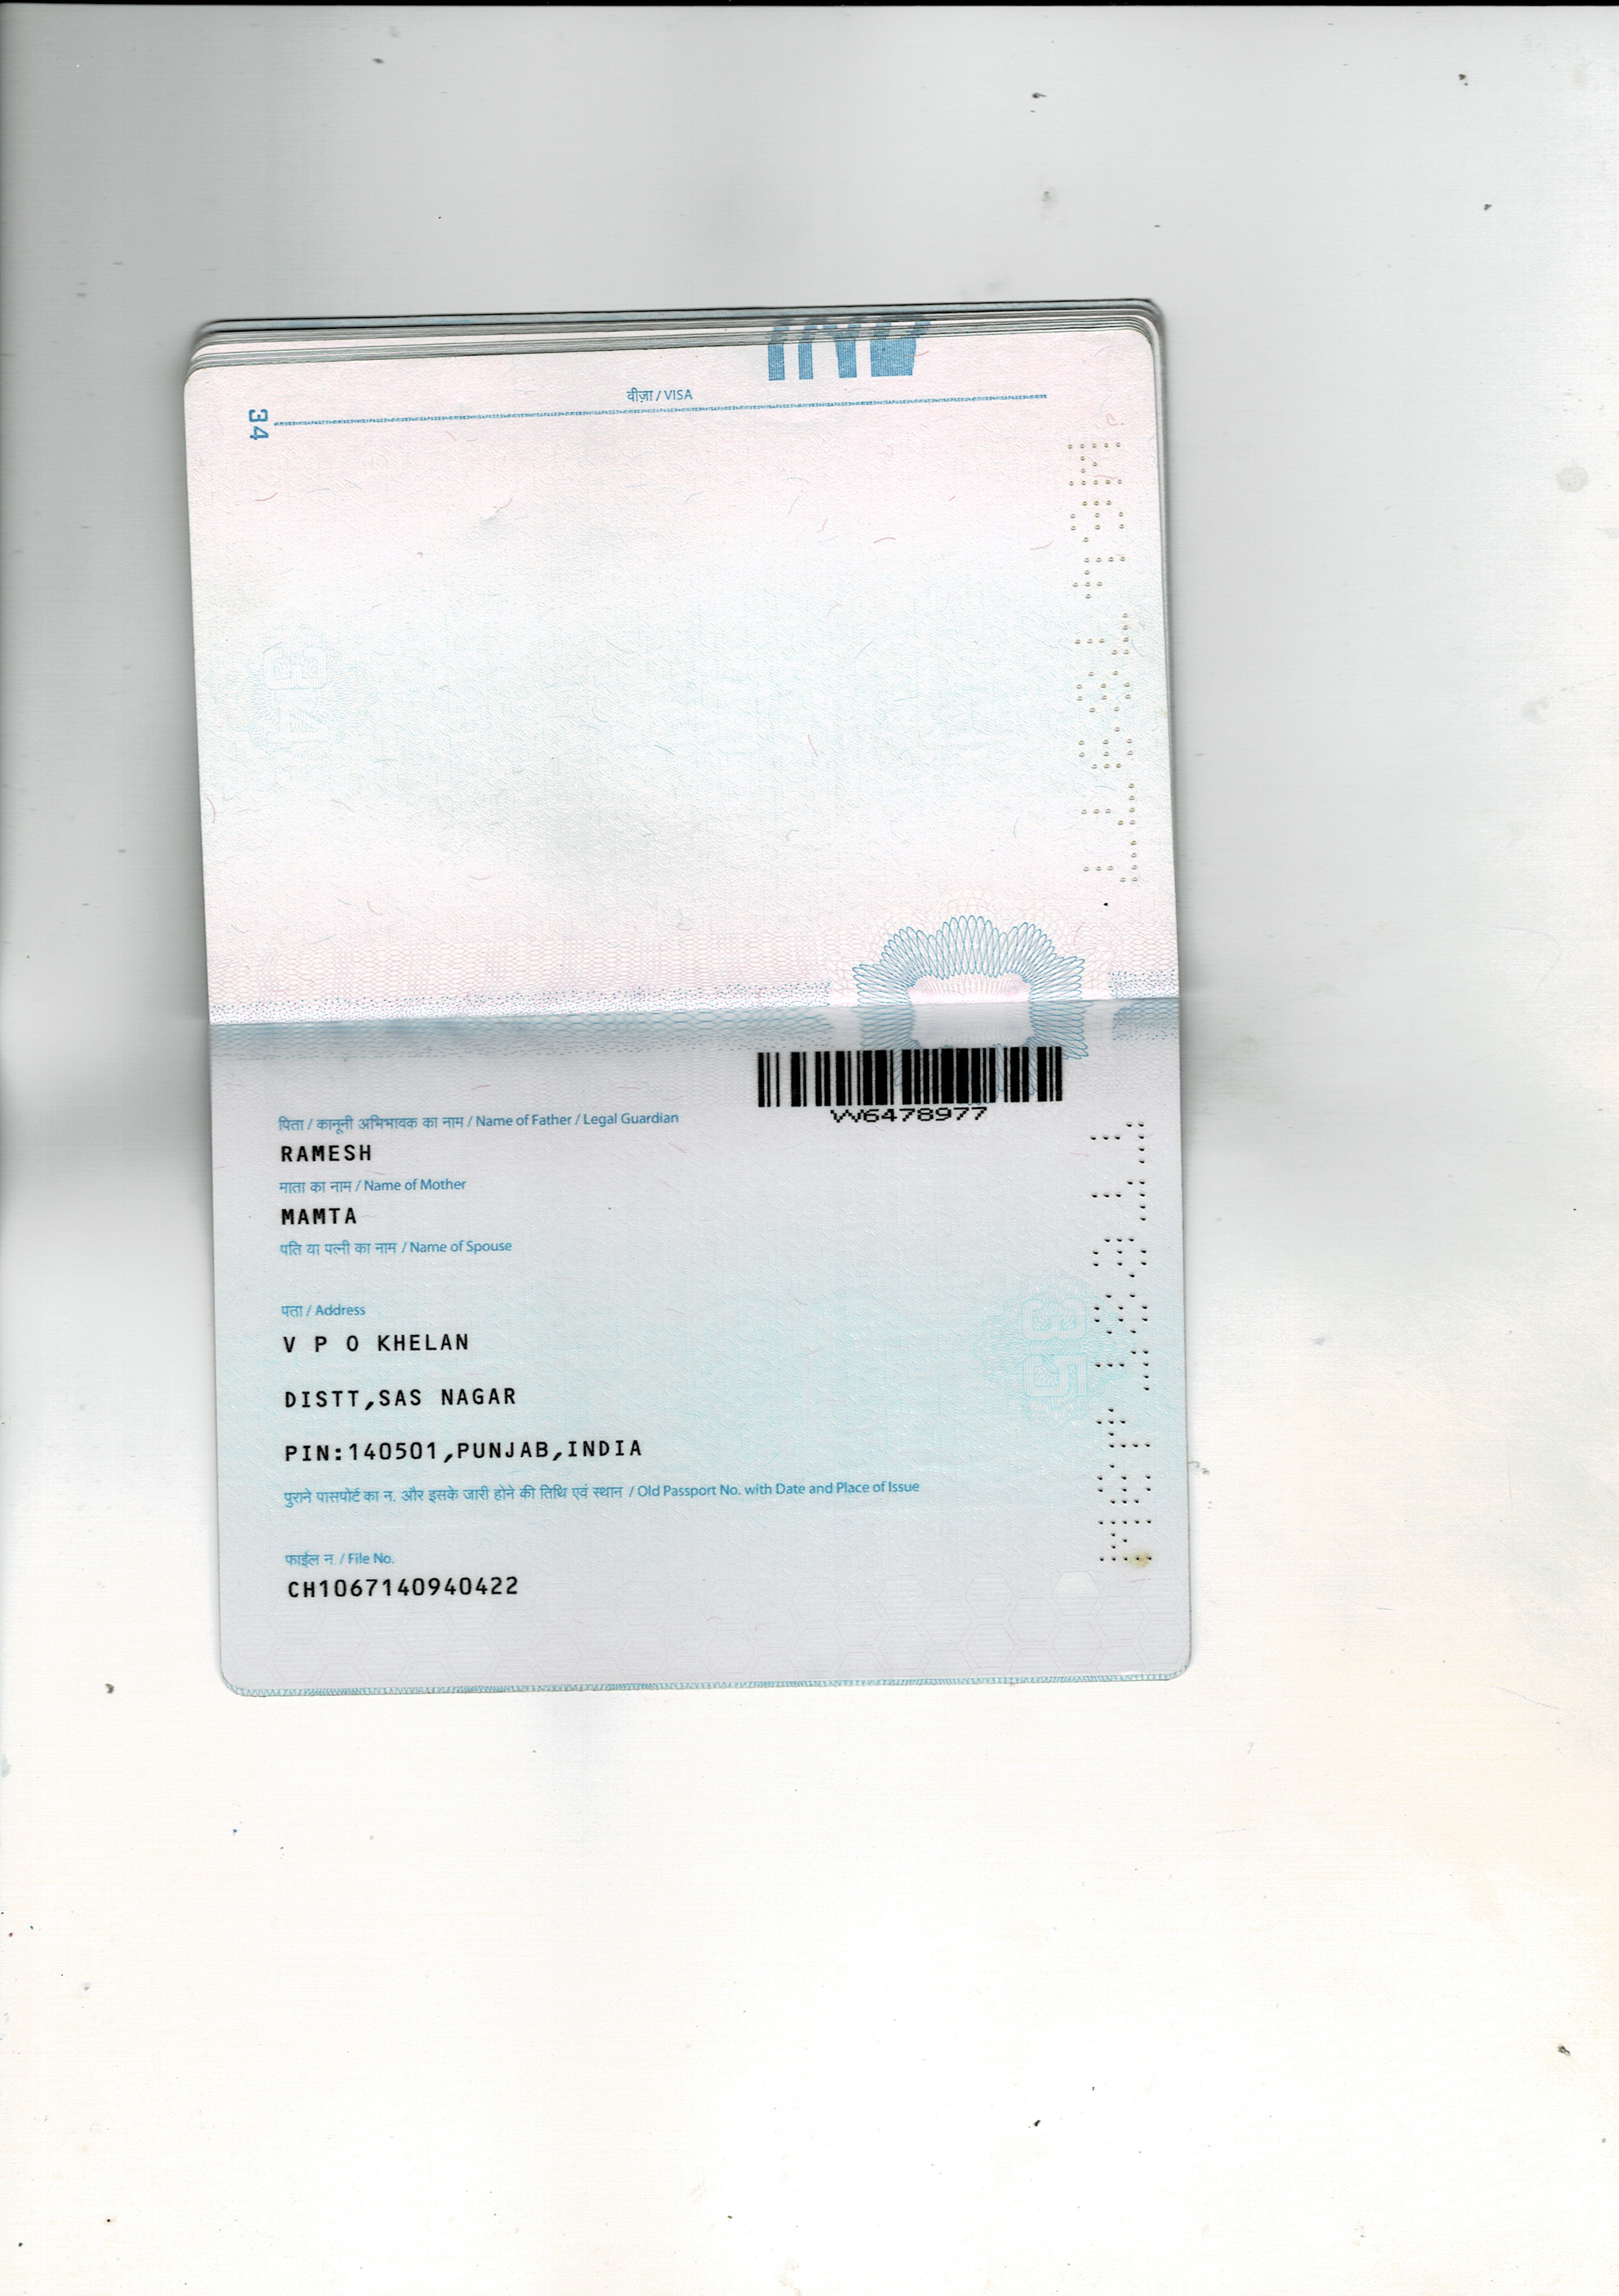 वीज़ा / VISA
34
W6478977
पिता / कानूनी अभिभावक का नाम / Name of Father / Legal Guardian
RAMESH
माता का नाम / Name of Mother
MAMTA
पति या पत्नी का नाम / Name of Spouse
पता / Address
V P O KHELAN
DISTT,SAS NAGAR
PIN:140501,PUNJAB,INDIA
पुराने पासपोर्ट का न. और इसके जारी होने की तिथि एवं स्थान / Old Passport No. with Date and Place of Issue
फाईल न / File No.
CH1067140940422